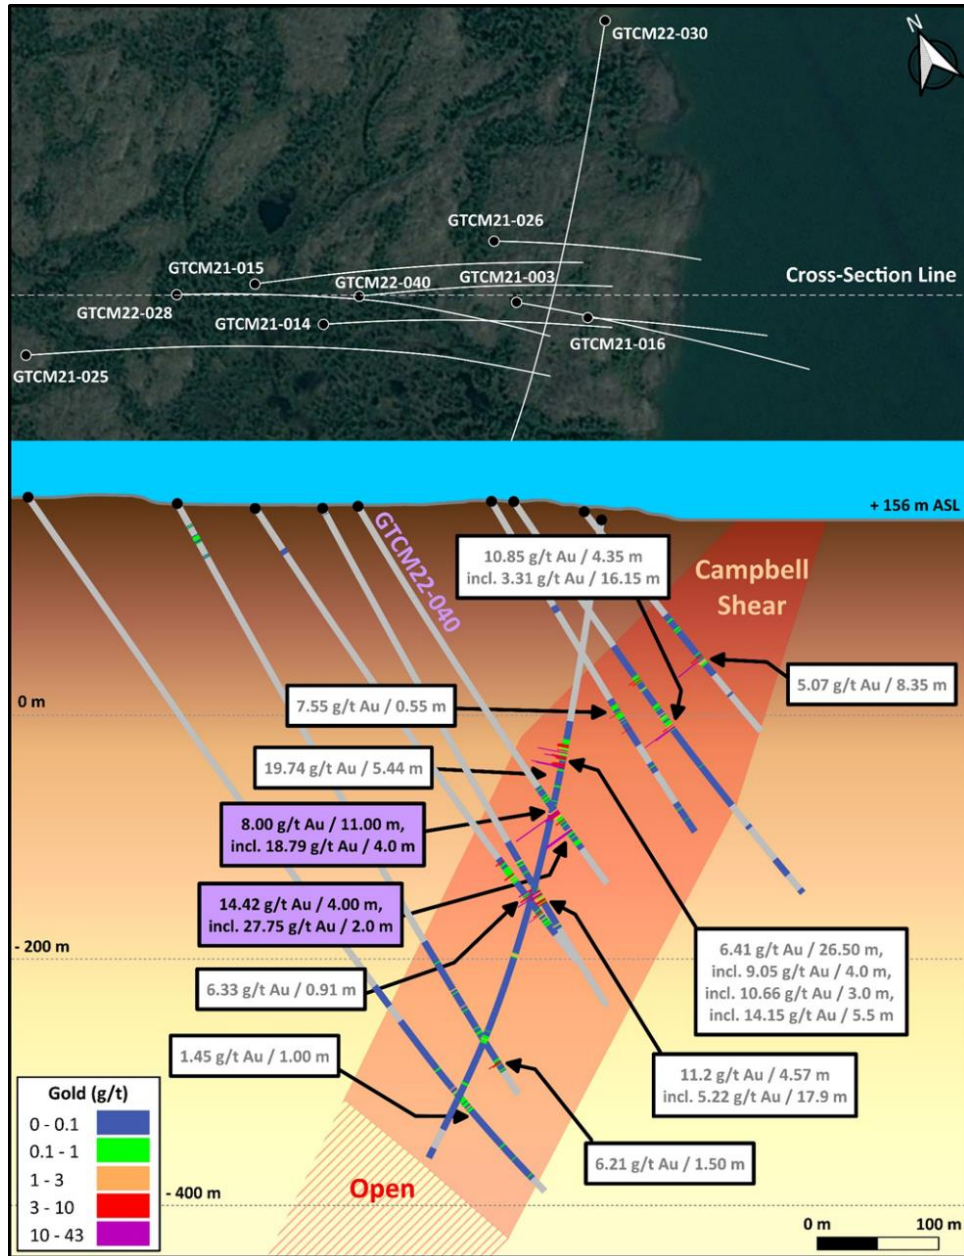 GTCM22-030
N
GTCM21-026
GTCM21-015
GTCM22-040
GTCM21-003
Cross-Section Line
GTCM22-028
GTCM21-014
GTCM21-016
GTCM21-025
+ 156 m ASL
GTCM22-040
10.85 g/t Au / 4.35 m
incl. 3.31 g/t Au / 16.15 m
Campbell
Shear
5.07 g/t Au / 8.35 m
0 m
7.55 g/t Au / 0.55 m
19.74 g/t Au / 5.44 m
8.00 g/t Au / 11.00 m,
incl. 18.79 g/t Au / 4.0 m
14.42 g/t Au / 4.00 m,
incl. 27.75 g/t Au / 2.0 m
- 200 m
6.41 g/t Au / 26.50 m,
incl. 9.05 g/t Au / 4.0 m,
incl. 10.66 g/t Au / 3.0 m,
incl. 14.15 g/t Au / 5.5 m
6.33 g/t Au / 0.91 m
1.45 g/t Au / 1.00 m
11.2 g/t Au / 4.57 m
incl. 5.22 g/t Au / 17.9 m
6.21 g/t Au / 1.50 m
Gold (g/t)
0 - 0.1
0.1 - 1
1 - 3
3 - 10
10 - 43
- 400 m
Open
0 m
100 m